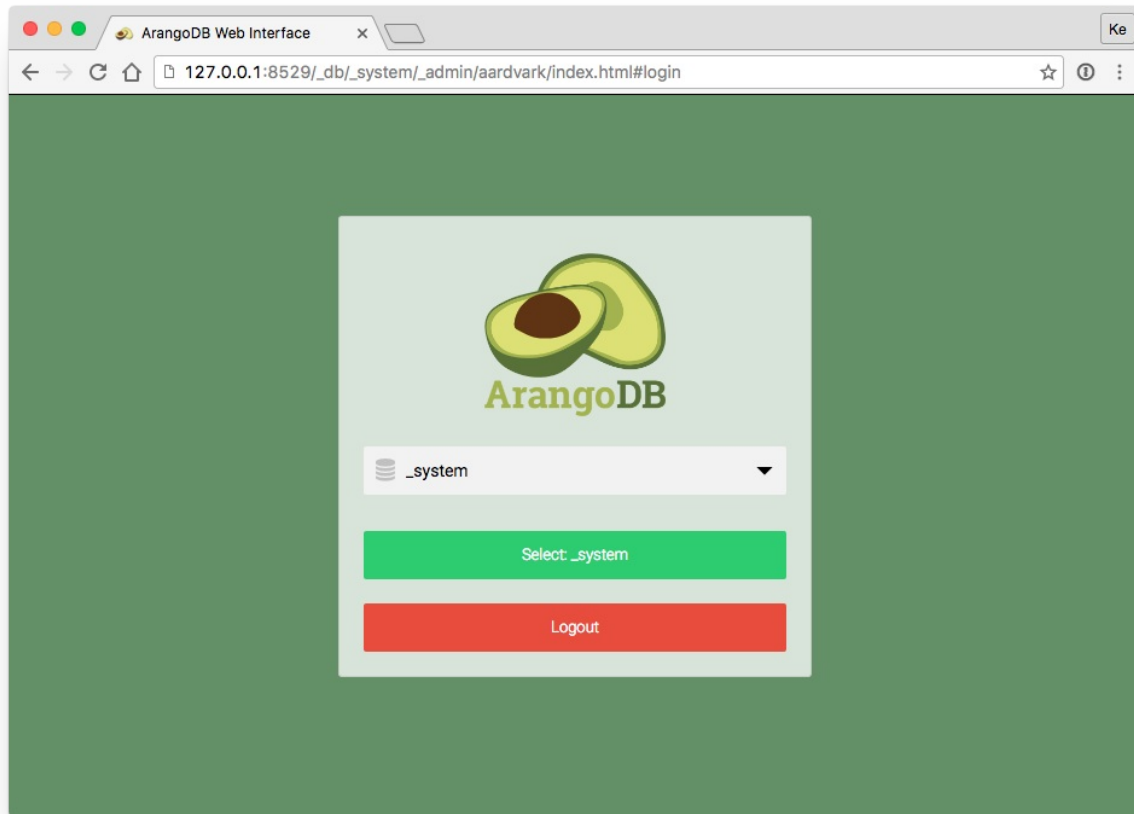 ArangoDB Web Interface
Ke
127.0.0.1:8529/_db/_system/_admin/aardvark/index.html#login
ArangoDB
_system
Select: _system
Logout